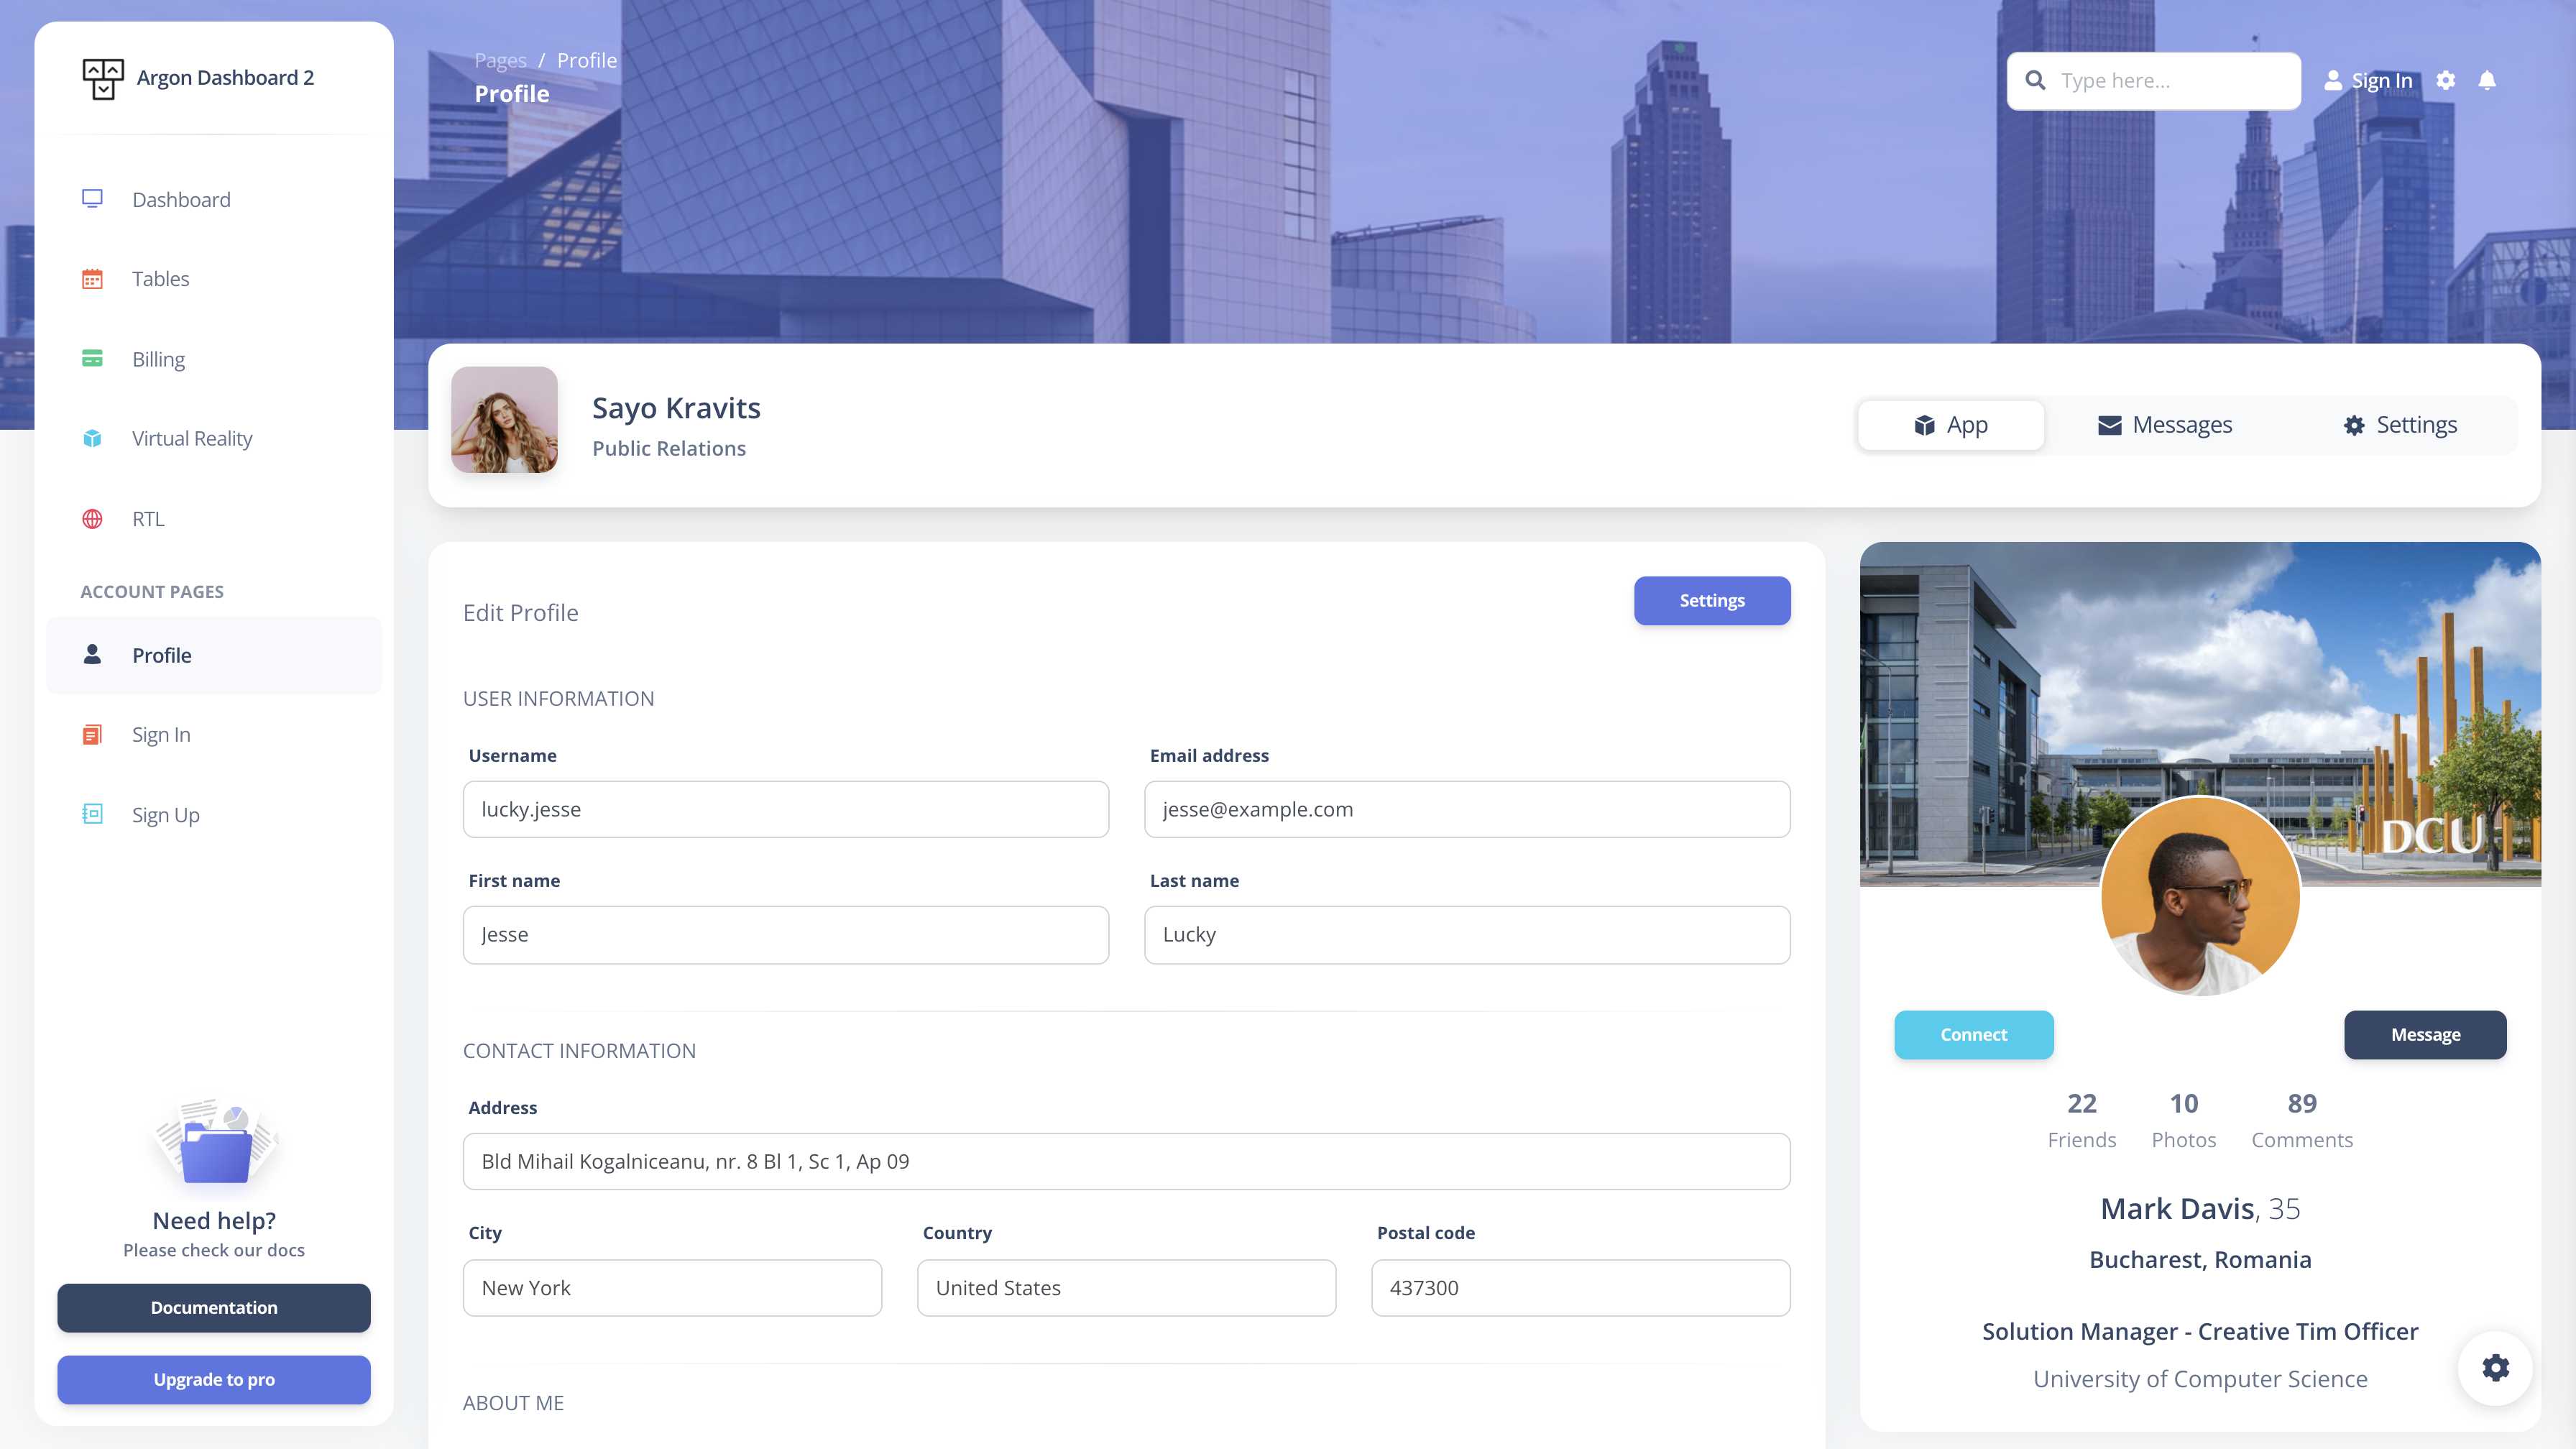 Argon Dashboard 2
Dashboard
Tables
Billing
Virtual Reality
RTL
ACCOUNT PAGES
Profile
Sign In
Sign Up
Need help?
Please check our docs
Documentation
Upgrade to pro
Pages / Profile
Profile
Type here...
Sign In
Sayo Kravits
Public Relations
App
Messages
Settings
Edit Profile
Settings
USER INFORMATION
Username
Email address
lucky.jesse
jesse@example.com
First name
Last name
Jesse
Lucky
CONTACT INFORMATION
Address
Bld Mihail Kogalniceanu, nr. 8 Bl 1, Sc 1, Ap 09
City
Country
Postal code
New York
United States
437300
ABOUT ME
DCU
Connect
Message
22
10
89
Friends
Photos
Comments
Mark Davis, 35
Bucharest, Romania
Solution Manager - Creative Tim Officer
University of Computer Science